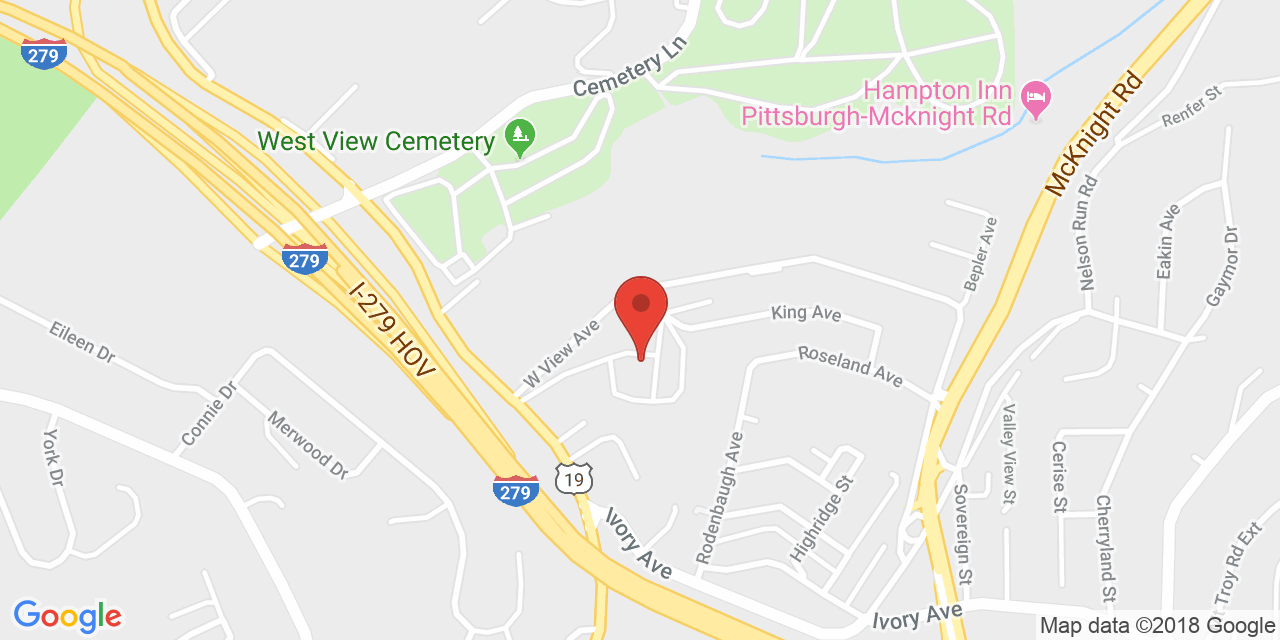 279
Cemetery Ln
Hampton Inn
Pittsburgh-Mcknight Rd
McKnight Rd
Renfer St
West View Cemetery
279
I-279 HOV
Nelson Run Rd
Eakin Ave
Gaymor Dr
Bepler Ave
Eileen Dr
W View Ave
King Ave
Roseland Ave
Connie Dr
Merwood Dr
York Dr
279
19
Ivory Ave
Rodenbaugh Ave
Highridge St
Valley View St
Cerise St
Sovereign St
Cherryland St
t Troy Rd Ext
Ivory Ave
Google
Map data ©2018 Google